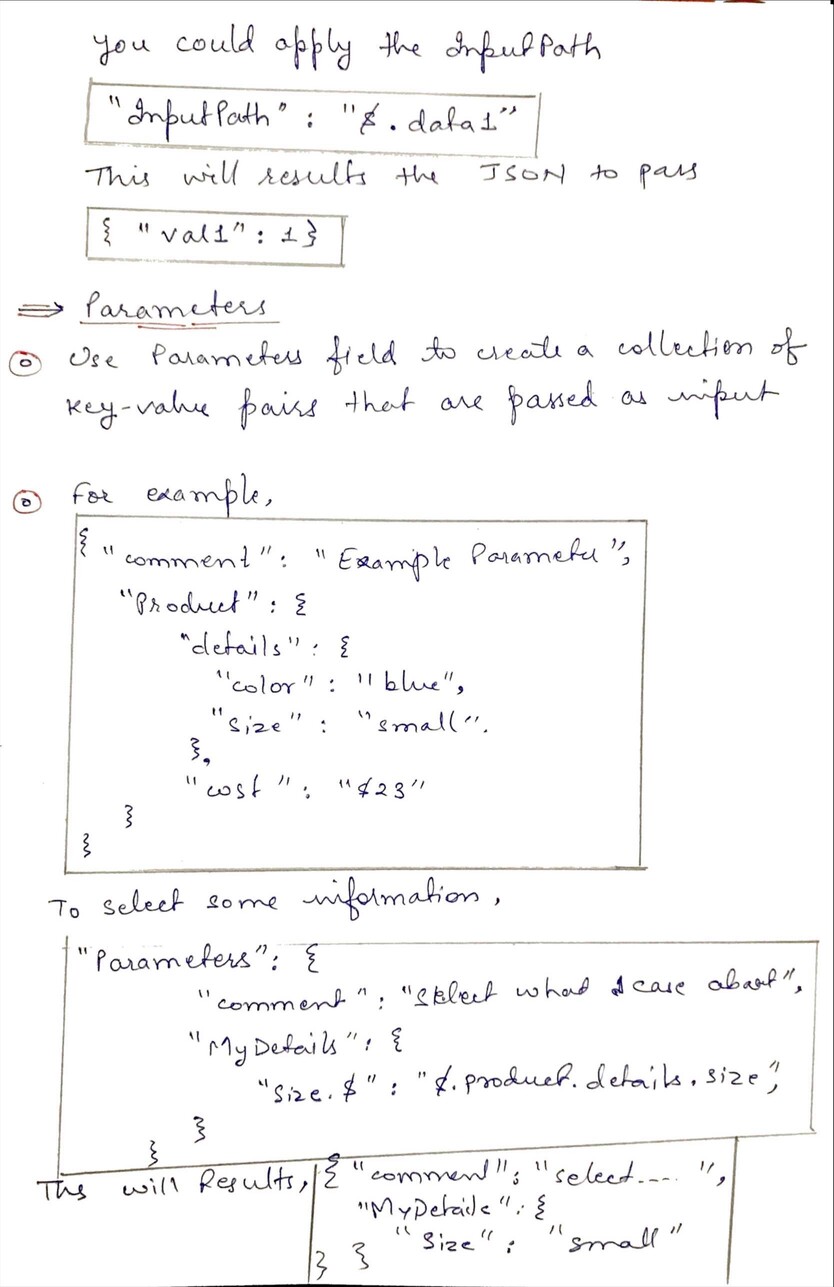 You could apply the InputPath
"InputPath" : "$.data1"
This will results the JSON to pass
{ "val1" : 1}
⇒ Parameters
Use Parameters field to create a collection of
key-value pairs that are passed as input
For example,
{ "comment" : "Example Parameter",
"Product" : {
"details" : {
"color" : "blue",
"size" : "small".
},
"cost" : "$23"
}
}
To select some information,
"Parameters" : {
"comment" : "Select what I care about",
"MyDetails" : {
"Size.$" : "$.product.details.size",
}
}
This will Results, { "comment" : "select.... ",
"MyDetails" : {
"Size" : "small"
} }